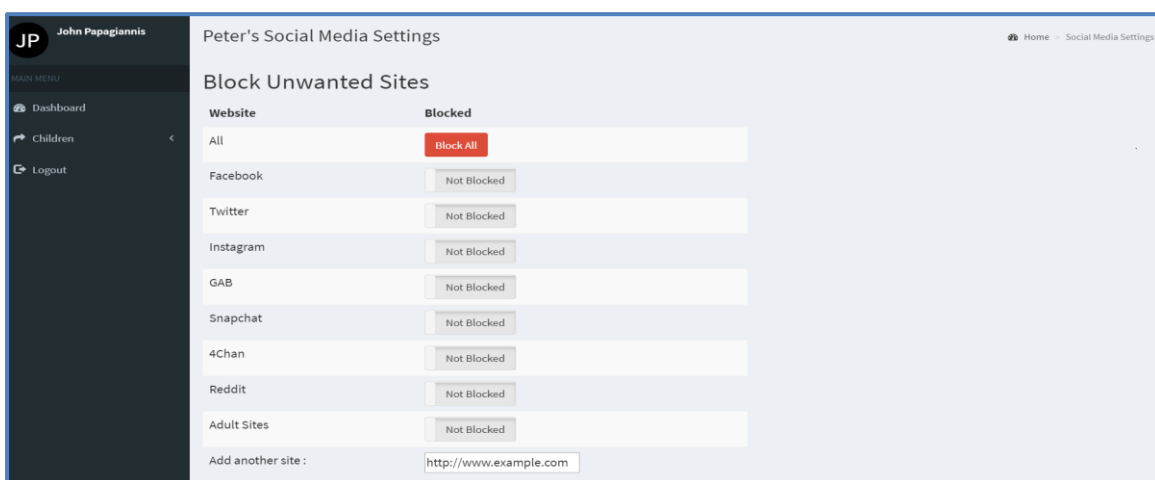 JP John Papagiannis
Peter's Social Media Settings
Home > Social Media Settings
MAIN MENU
Dashboard
Children <
Logout
Block Unwanted Sites
Website Blocked
All Block All
Facebook Not Blocked
Twitter Not Blocked
Instagram Not Blocked
GAB Not Blocked
Snapchat Not Blocked
4Chan Not Blocked
Reddit Not Blocked
Adult Sites Not Blocked
Add another site : http://www.example.com